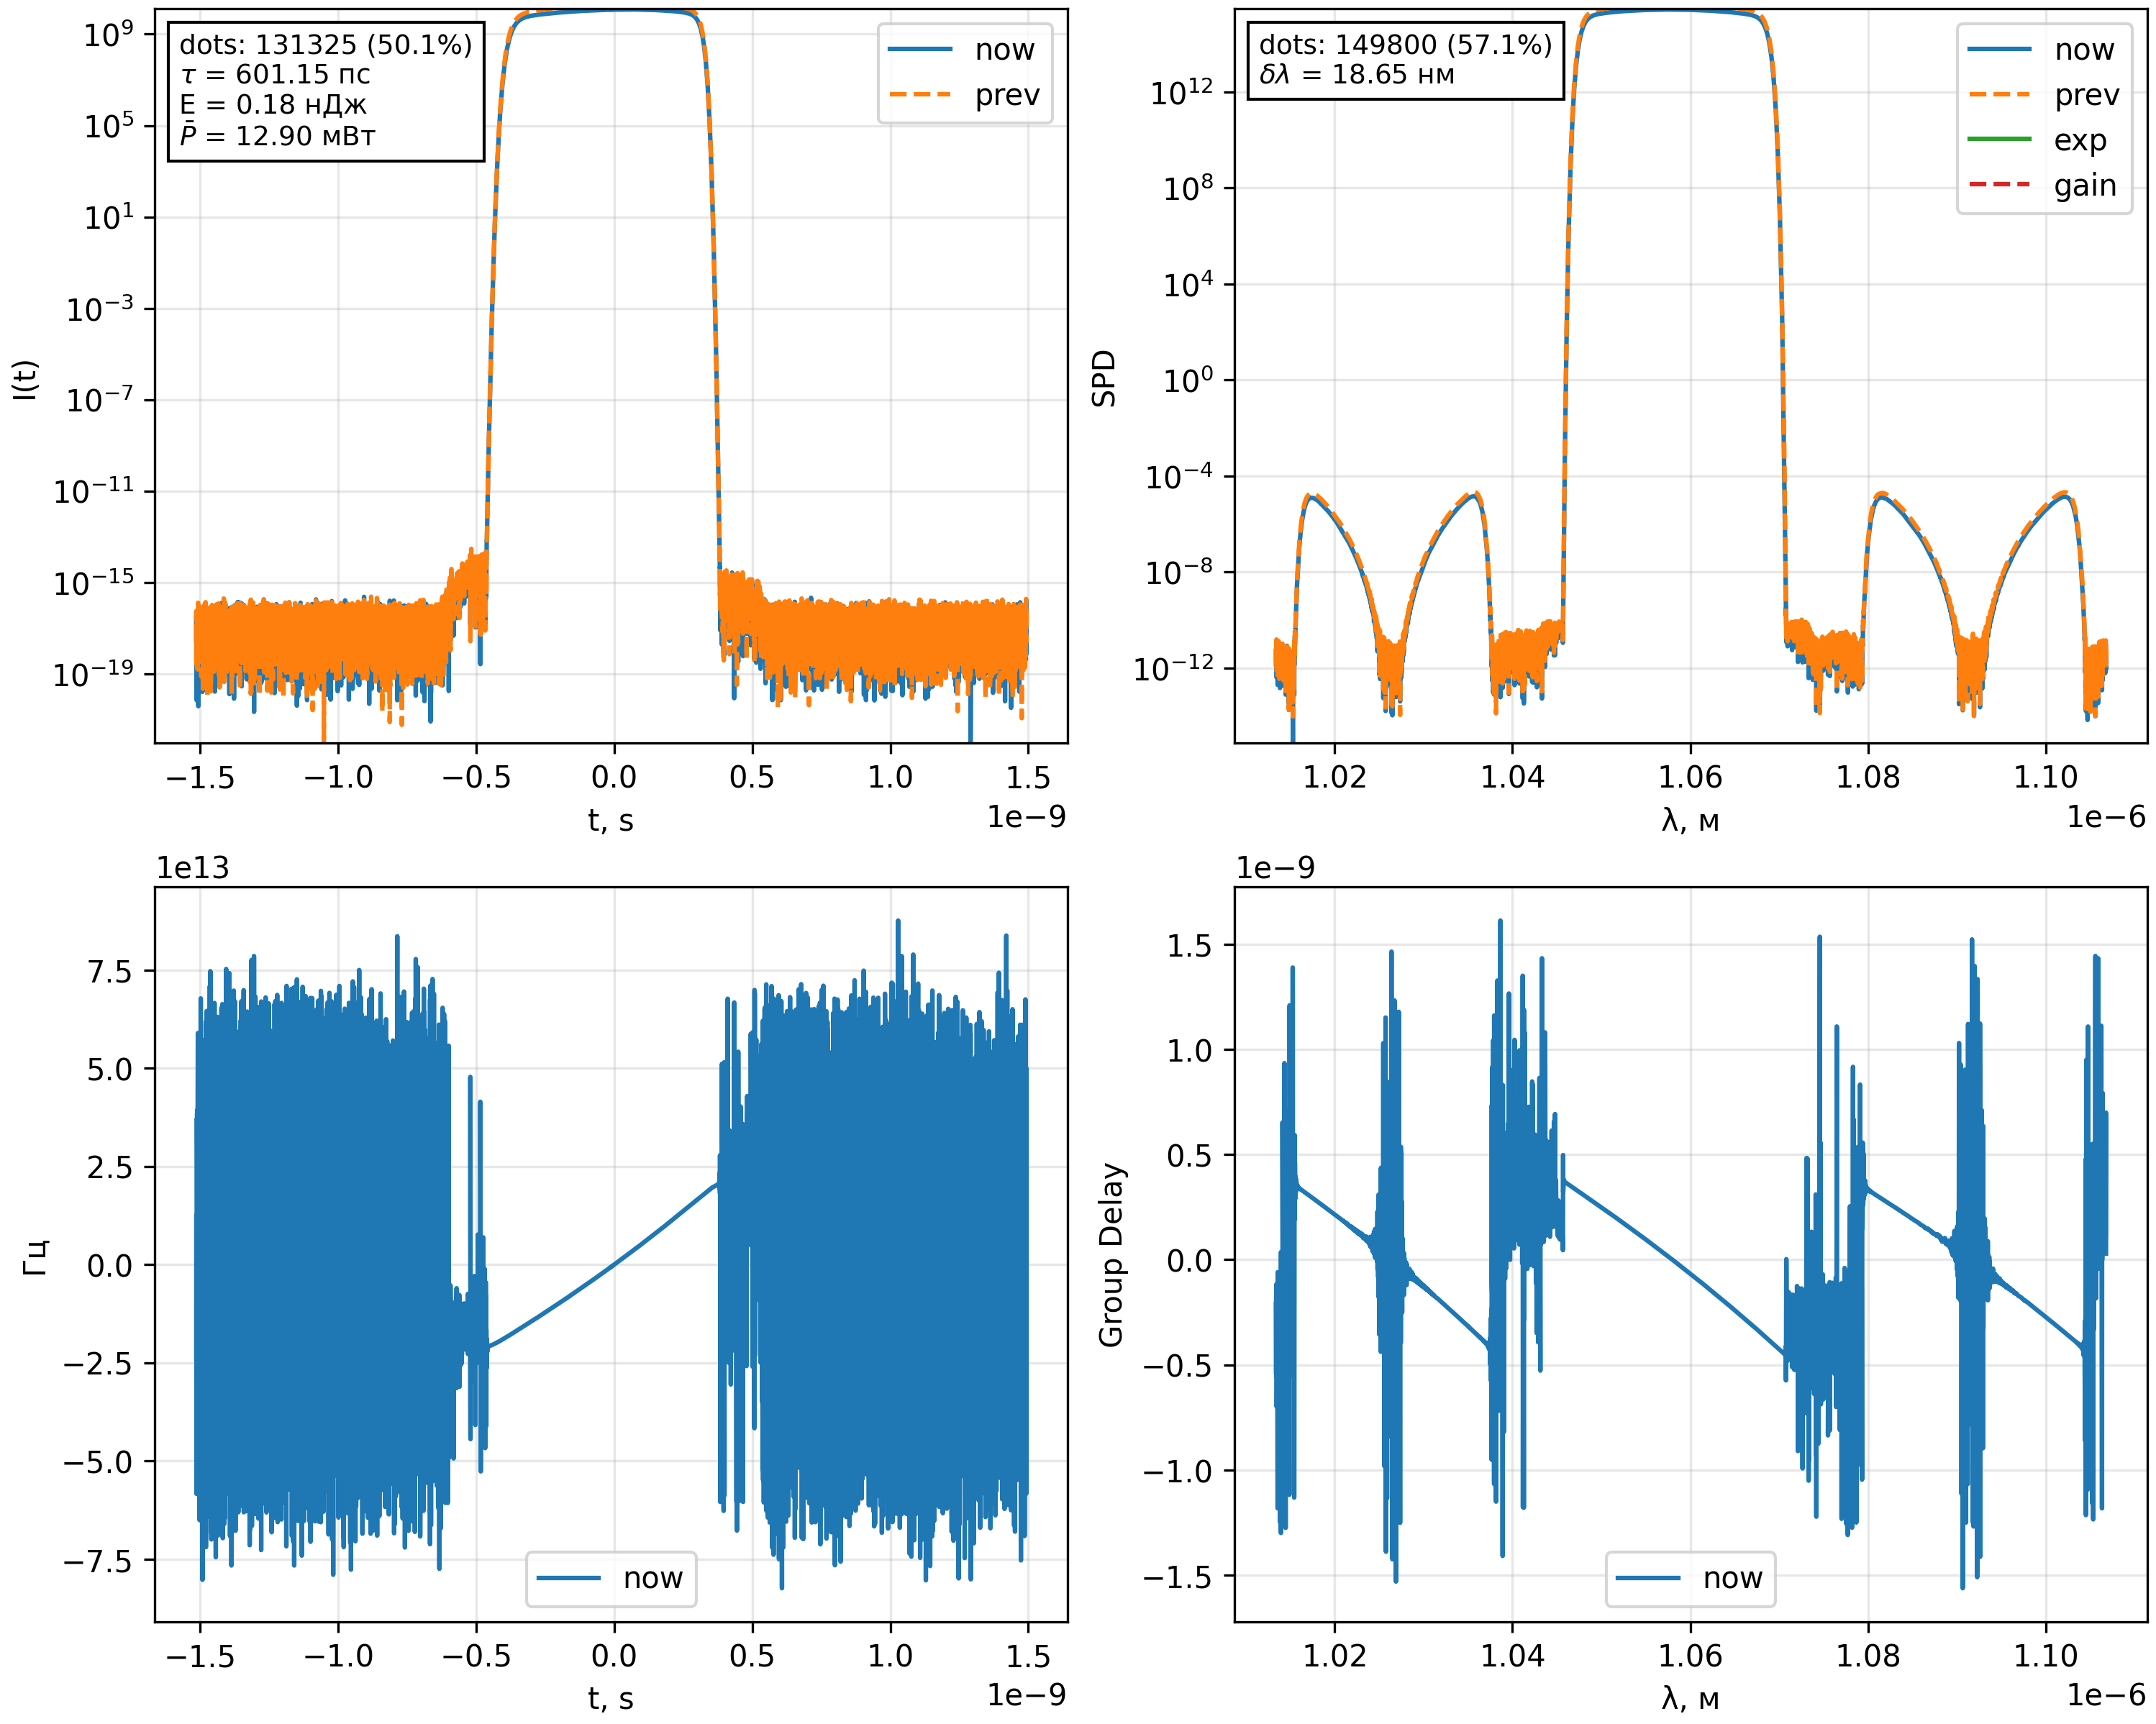 dots: 131325 (50.1%)
τ = 601.15 пс
E = 0.18 нДж
P̄ = 12.90 мВт
now
prev
10⁹
10⁵
10¹
10⁻³
10⁻⁷
10⁻¹¹
10⁻¹⁵
10⁻¹⁹
I(t)
−1.5 −1.0 −0.5 0.0 0.5 1.0 1.5
t, s
1e−9
dots: 149800 (57.1%)
δλ = 18.65 нм
now
prev
exp
gain
10¹²
10⁸
10⁴
10⁰
10⁻⁴
10⁻⁸
10⁻¹²
SPD
1.02 1.04 1.06 1.08 1.10
λ, м
1e−6
1e13
7.5
5.0
2.5
0.0
−2.5
−5.0
−7.5
Гц
now
−1.5 −1.0 −0.5 0.0 0.5 1.0 1.5
t, s
1e−9
1e−9
1.5
1.0
0.5
0.0
−0.5
−1.0
−1.5
Group Delay
now
1.02 1.04 1.06 1.08 1.10
λ, м
1e−6